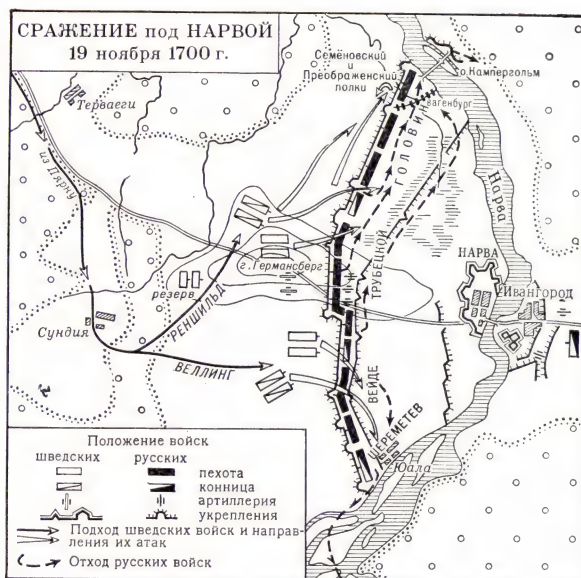 СРАЖЕНИЕ под НАРВОЙ
19 ноября 1700 г.
Семёновский
и
Преображенский
полки
о. Кампергольм
Вагенбург
Терваегги
из Пярну
ГОЛОВИН
Нарва
ТРУБЕЦКОЙ
г. Германсберг
НАРВА
Ивангород
резерв
РЕНШИЛЬД
Сундия
ВЕЛЛИНГ
ВЕЙДЕ
ШЕРЕМЕТЕВ
Юала
Положение войск
шведских русских
пехота
конница
артиллерия
укрепления
Подход шведских войск и направ-
ления их атак
Отход русских войск